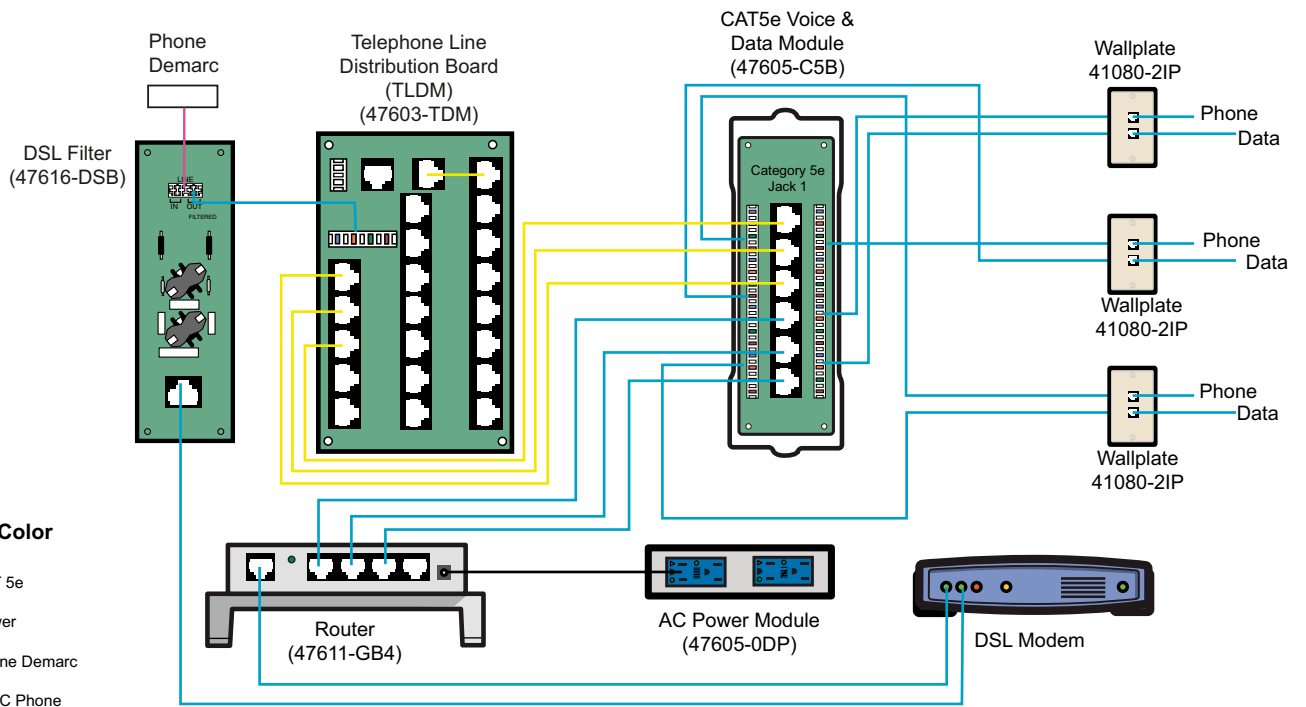 Phone
Demarc
Telephone Line
Distribution Board
(TLDM)
(47603-TDM)
CAT5e Voice &
Data Module
(47605-C5B)
Wallplate
41080-2IP
Phone
Data
DSL Filter
(47616-DSB)
LINE
IN OUT
FILTERED
Category 5e
Jack 1
Phone
Data
Wallplate
41080-2IP
Phone
Data
Wallplate
41080-2IP
Color
5e
ne Demarc
C Phone
Router
(47611-GB4)
AC Power Module
(47605-0DP)
DSL Modem